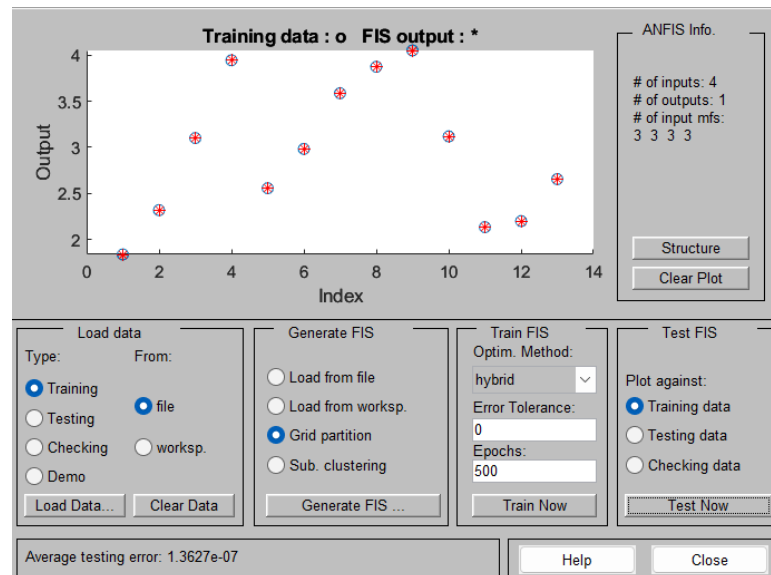 Training data : o FIS output : *
Output
4
3.5
3
2.5
2
0 2 4 6 8 10 12 14
Index
ANFIS Info.
# of inputs: 4
# of outputs: 1
# of input mfs:
3 3 3 3
Structure
Clear Plot
Load data
Type: From:
Training
file
Testing
Checking
worksp.
Demo
Load Data...
Clear Data
Generate FIS
Load from file
Load from worksp.
Grid partition
Sub. clustering
Generate FIS ...
Train FIS
Optim. Method:
hybrid
Error Tolerance:
0
Epochs:
500
Train Now
Test FIS
Plot against:
Training data
Testing data
Checking data
Test Now
Average testing error: 1.3627e-07
Help
Close